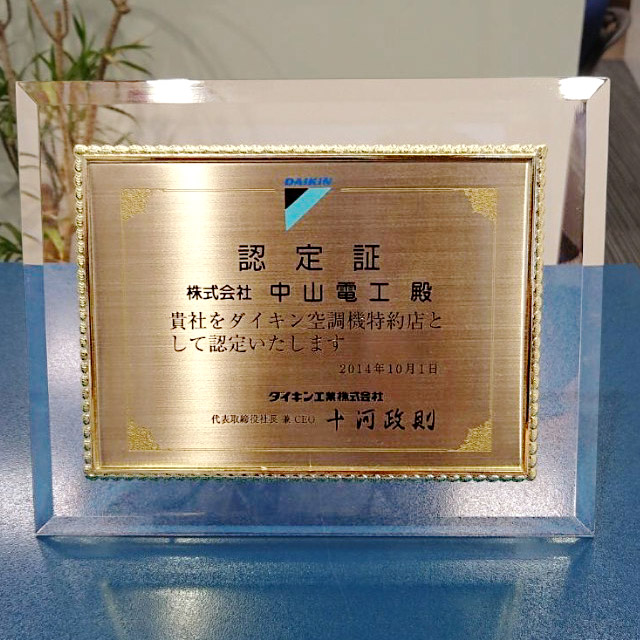 DAIKIN
認定証
株式会社 中山電工 殿
貴社をダイキン空調機特約店と
して認定いたします
2014年10月1日
ダイキン工業株式会社
代表取締役社長 兼 CEO 十河政則